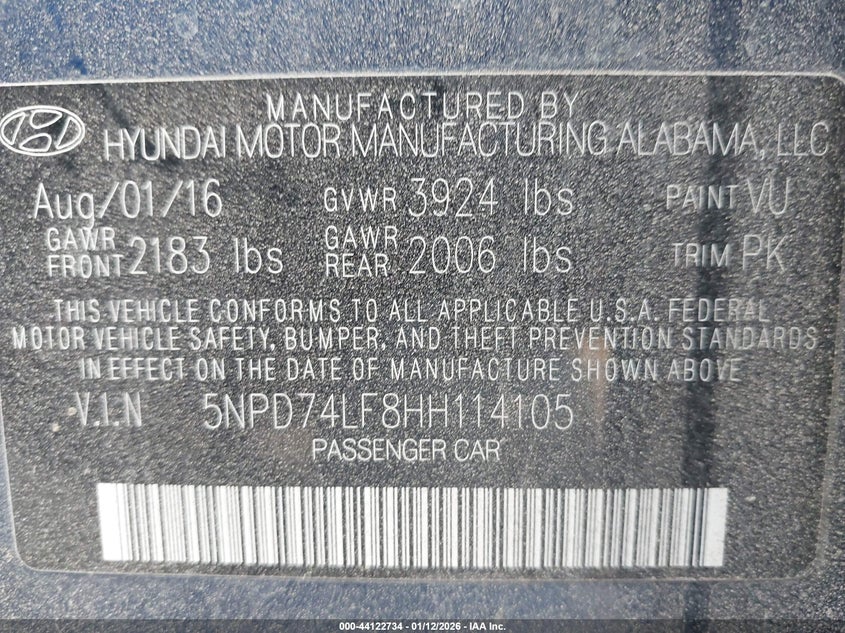 MANUFACTURED BY
HYUNDAI MOTOR MANUFACTURING ALABAMA, LLC
Aug/01/16 GVWR 3924 lbs PAINT VU
GAWR FRONT 2183 lbs GAWR REAR 2006 lbs TRIM PK
THIS VEHICLE CONFORMS TO ALL APPLICABLE U.S.A. FEDERAL
MOTOR VEHICLE SAFETY, BUMPER, AND THEFT PREVENTION STANDARDS
IN EFFECT ON THE DATE OF MANUFACTURE SHOWN ABOVE
V.I.N 5NPD74LF8HH114105
PASSENGER CAR
000-44122734 - 01/12/2026 - IAA Inc.